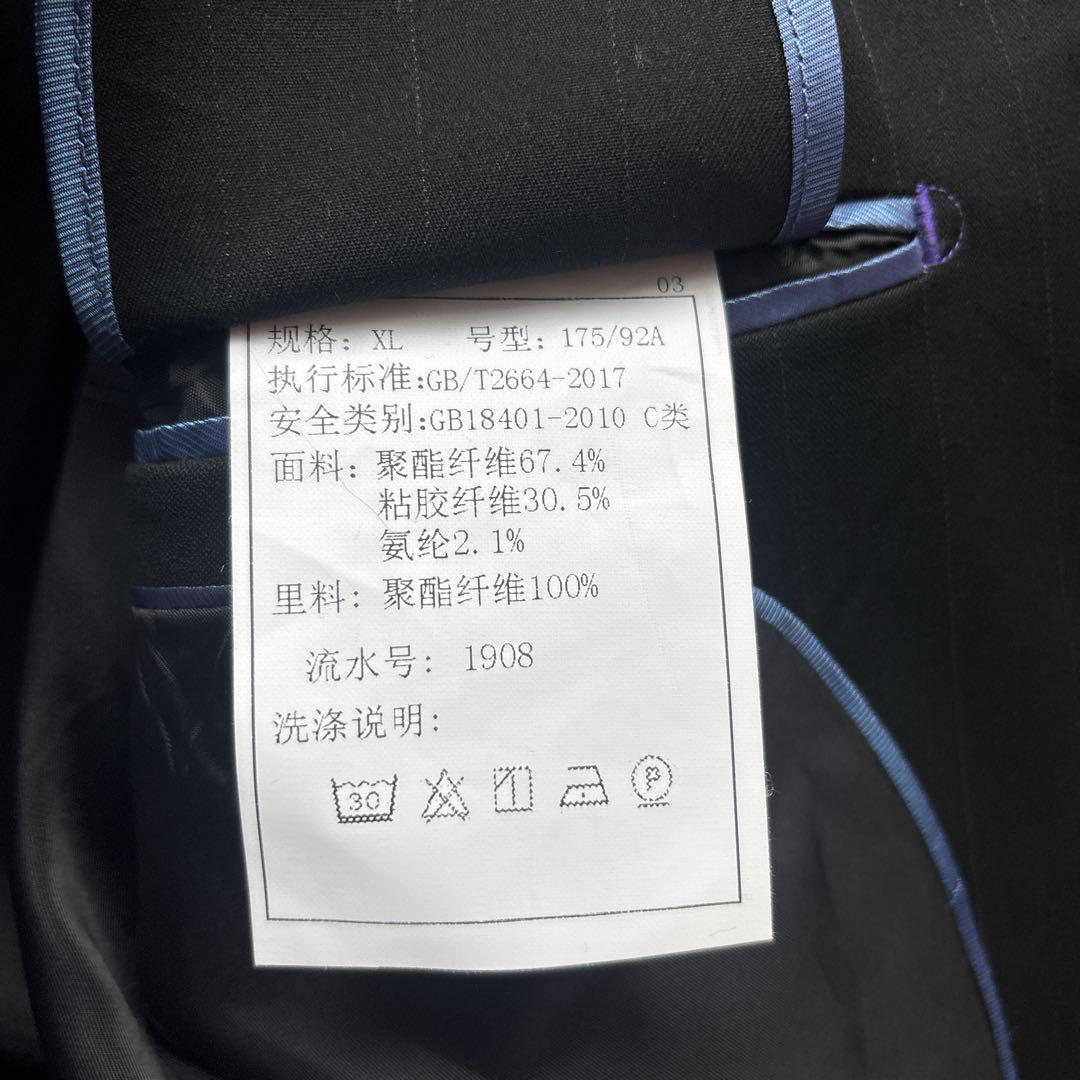 03
规格: XL 号型: 175/92A
执行标准:GB/T2664-2017
安全类别:GB18401-2010 C类
面料: 聚酯纤维67.4%
粘胶纤维30.5%
氨纶2.1%
里料: 聚酯纤维100%
流水号: 1908
洗涤说明:
30 P